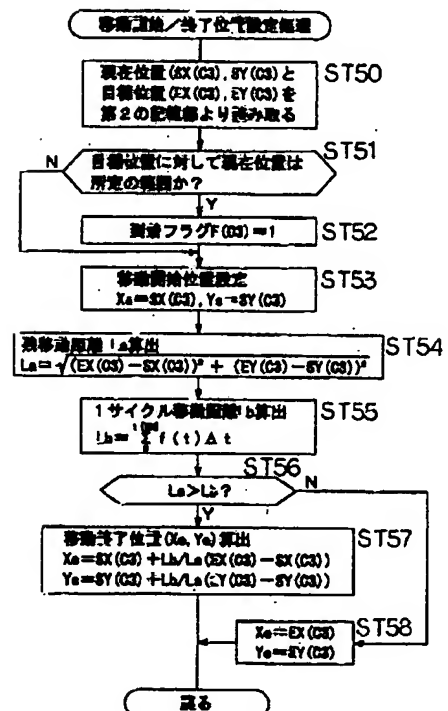 移動開始／終了位置設定処理
現在位置(SX(C3),SY(C3)と
ST50
目標位置(EX(C3),EY(C3)を
第2の記憶部より読み取る
ST51
N
目標位置に対して現在位置は
所定の範囲か？
Y
到着フラグF(C3)=1
ST52
移動開始位置設定
ST53
Xs=SX(C3),Ys=SY(C3)
残移動距離La算出
ST54
La=√(EX(C3)-SX(C3))² + (EY(C3)-SY(C3))²
1サイクル移動距離Lb算出
ST55
f(t)Δt
ST56
La>Lb?
N
Y
移動終了位置(Xe,Ye)算出
ST57
Xe=SX(C3)+Lb/La(EX(C3)-SX(C3))
Ye=SY(C3)+Lb/La(EY(C3)-SY(C3))
Xe=EX(C3)
ST58
Ye=EY(C3)
戻る